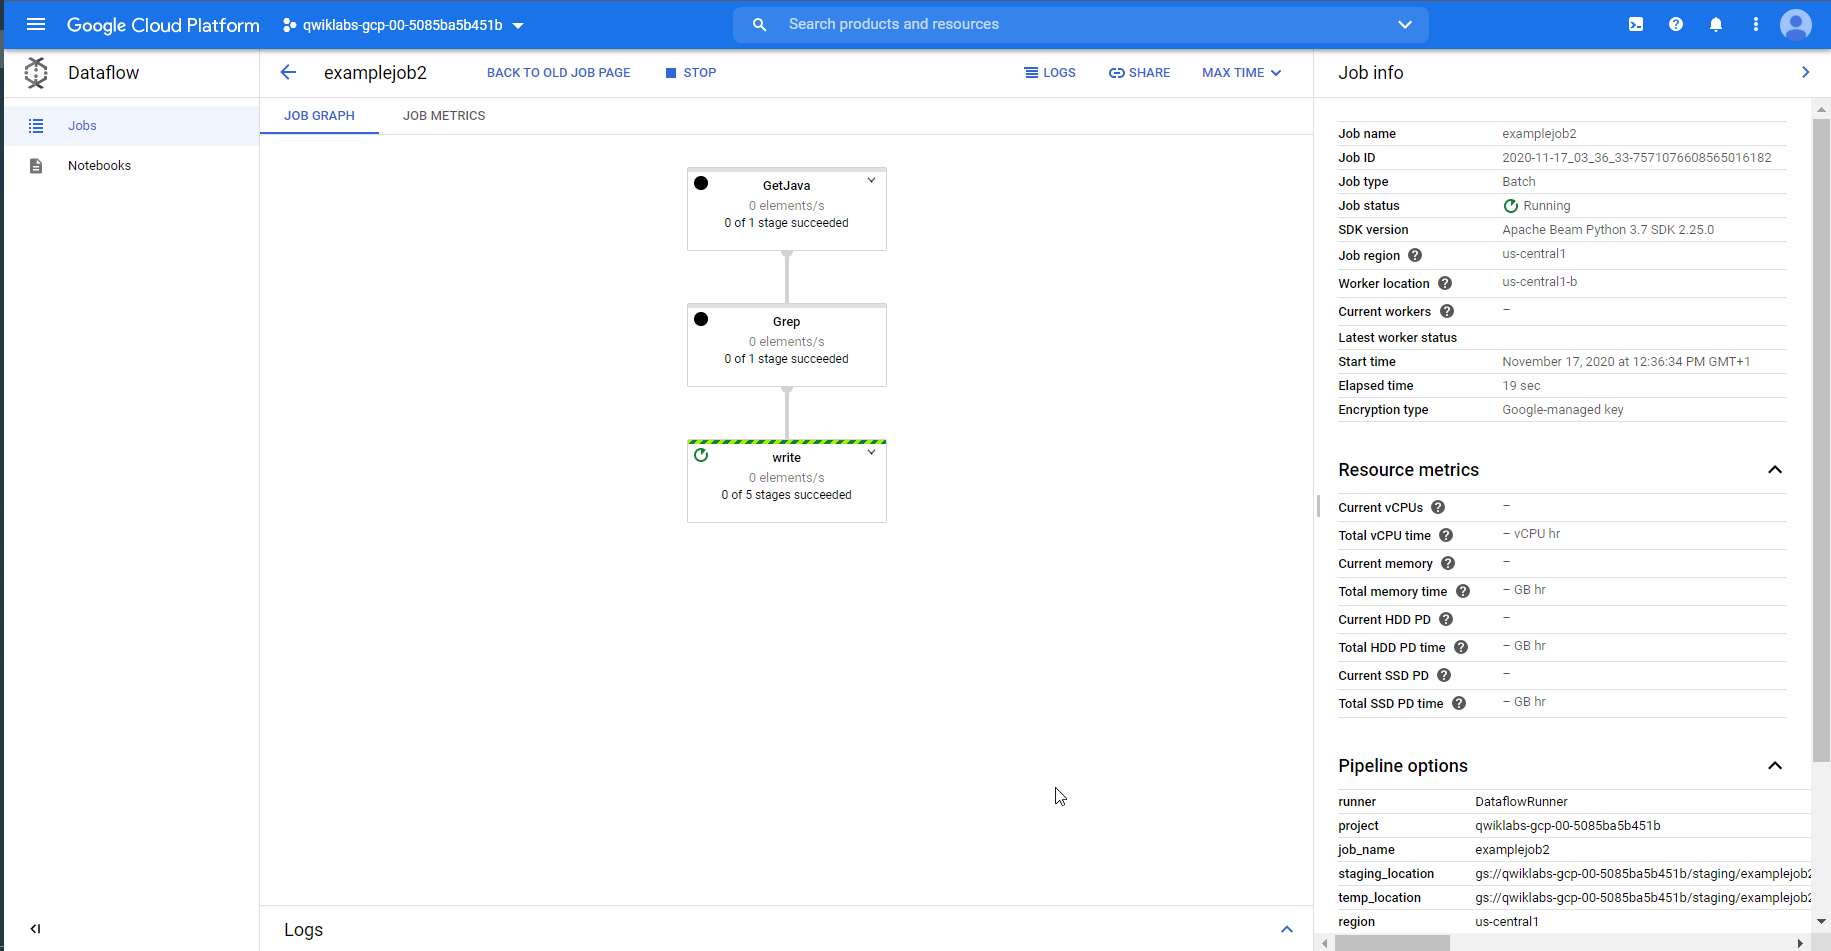 Google Cloud Platform
qwiklabs-gcp-00-5085ba5b451b
Search products and resources
Dataflow
Jobs
Notebooks
examplejob2
BACK TO OLD JOB PAGE
STOP
LOGS
SHARE
MAX TIME
JOB GRAPH
JOB METRICS
GetJava
0 elements/s
0 of 1 stage succeeded
Grep
0 elements/s
0 of 1 stage succeeded
write
0 elements/s
0 of 5 stages succeeded
Logs
Job info
Job name examplejob2
Job ID 2020-11-17_03_36_33-7571076608565016182
Job type Batch
Job status Running
SDK version Apache Beam Python 3.7 SDK 2.25.0
Job region us-central1
Worker location us-central1-b
Current workers –
Latest worker status
Start time November 17, 2020 at 12:36:34 PM GMT+1
Elapsed time 19 sec
Encryption type Google-managed key
Resource metrics
Current vCPUs –
Total vCPU time – vCPU hr
Current memory –
Total memory time – GB hr
Current HDD PD –
Total HDD PD time – GB hr
Current SSD PD –
Total SSD PD time – GB hr
Pipeline options
runner DataflowRunner
project qwiklabs-gcp-00-5085ba5b451b
job_name examplejob2
staging_location gs://qwiklabs-gcp-00-5085ba5b451b/staging/examplejob2
temp_location gs://qwiklabs-gcp-00-5085ba5b451b/staging/examplejob2
region us-central1